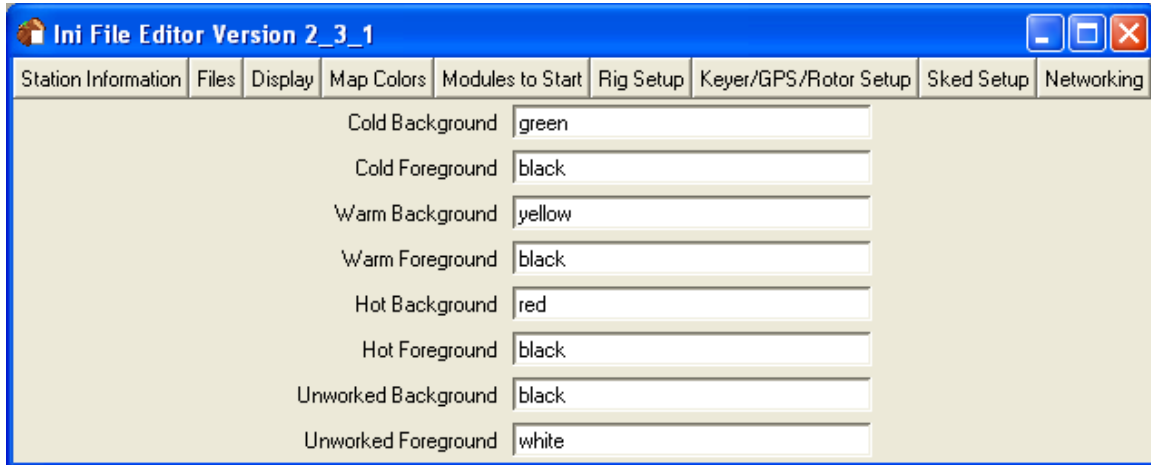 Ini File Editor Version 2_3_1
Station Information Files Display Map Colors Modules to Start Rig Setup Keyer/GPS/Rotor Setup Sked Setup Networking
Cold Background green
Cold Foreground black
Warm Background yellow
Warm Foreground black
Hot Background red
Hot Foreground black
Unworked Background black
Unworked Foreground white